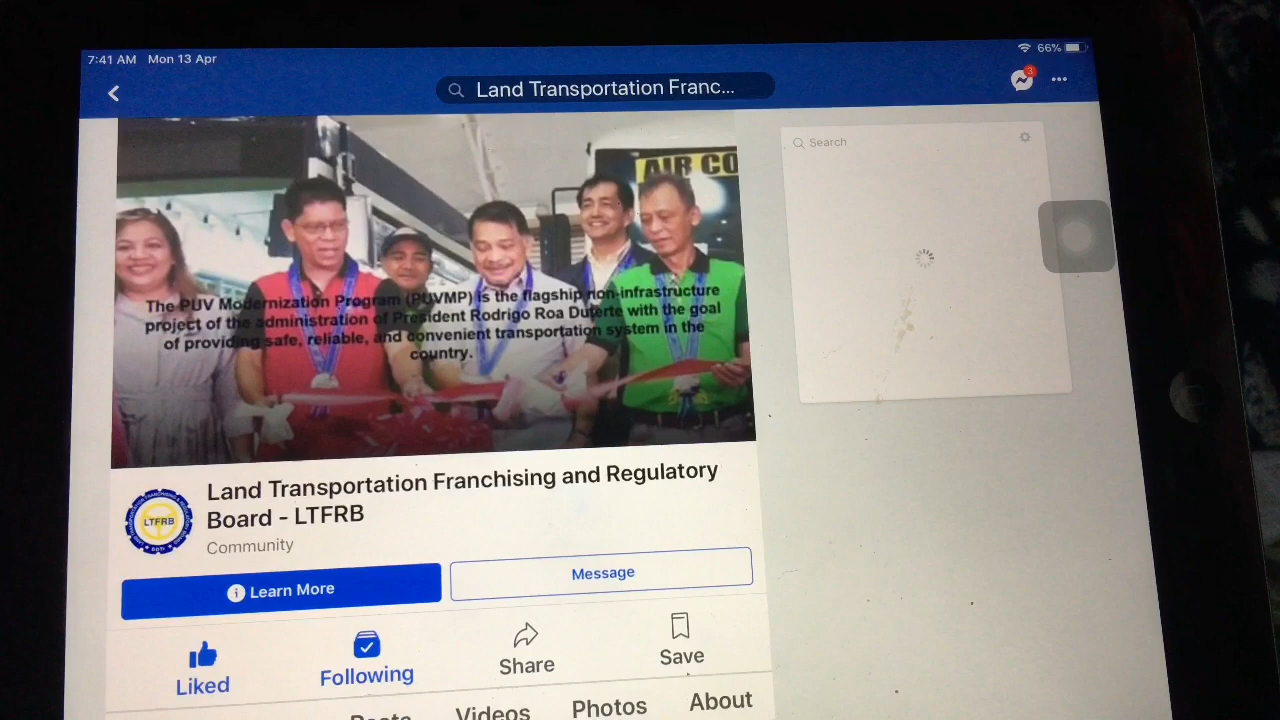 7:41 AM Mon 13 Apr
66%
Land Transportation Franc...
3
Search
AIR CO
The PUV Modernization Program (PUVMP) is the flagship non-infrastructure
project of the administration of President Rodrigo Roa Duterte with the goal
of providing safe, reliable, and convenient transportation system in the
country.
LTFRB
Land Transportation Franchising and Regulatory
Board - LTFRB
Community
Learn More
Message
Liked
Following
Share
Save
Posts
Videos
Photos
About